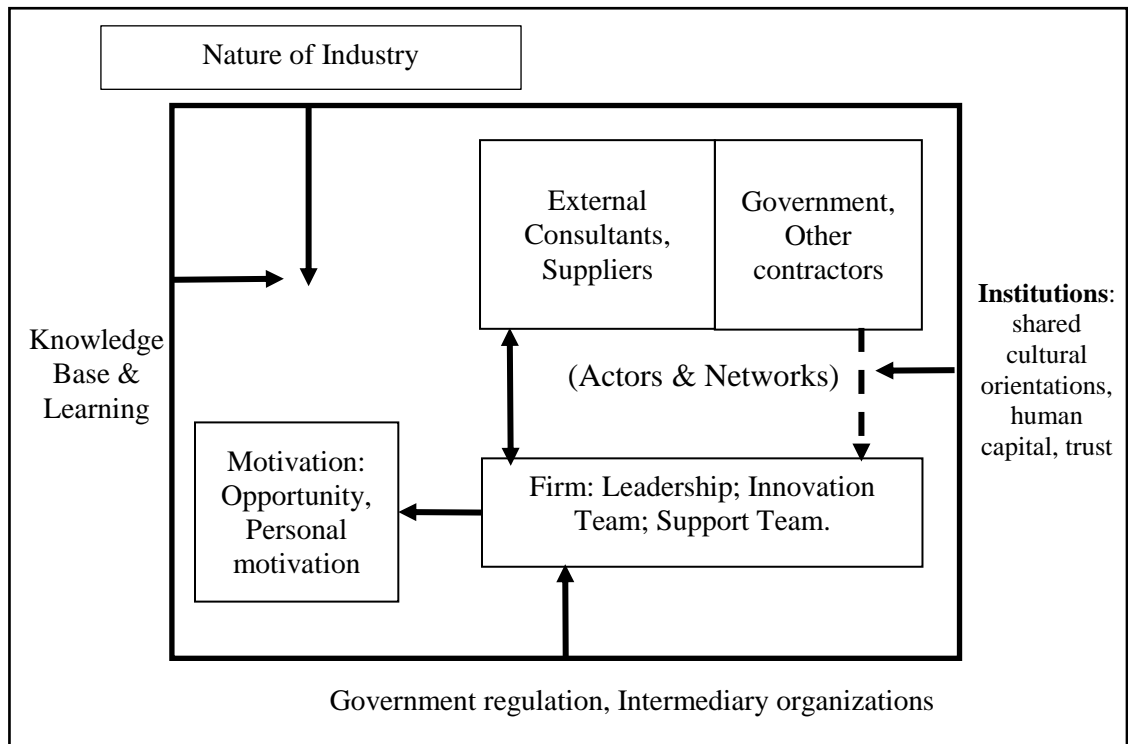 Nature of Industry
External
Consultants,
Suppliers
Government,
Other
contractors
Institutions:
shared
cultural
orientations,
human
capital, trust
Knowledge
Base &
Learning
(Actors & Networks)
Motivation:
Opportunity,
Personal
motivation
Firm: Leadership; Innovation
Team; Support Team.
Government regulation, Intermediary organizations